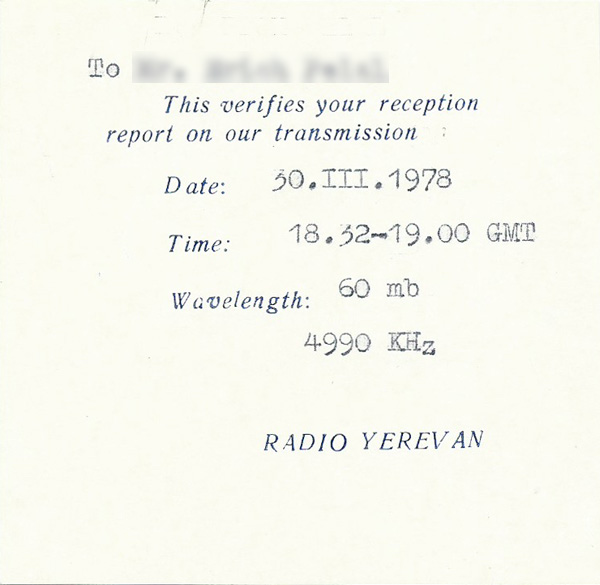 To
This verifies your reception
report on our transmission :
Date: 30.III.1978
Time: 18.32-19.00 GMT
Wavelength: 60 mb
4990 KHz
RADIO YEREVAN